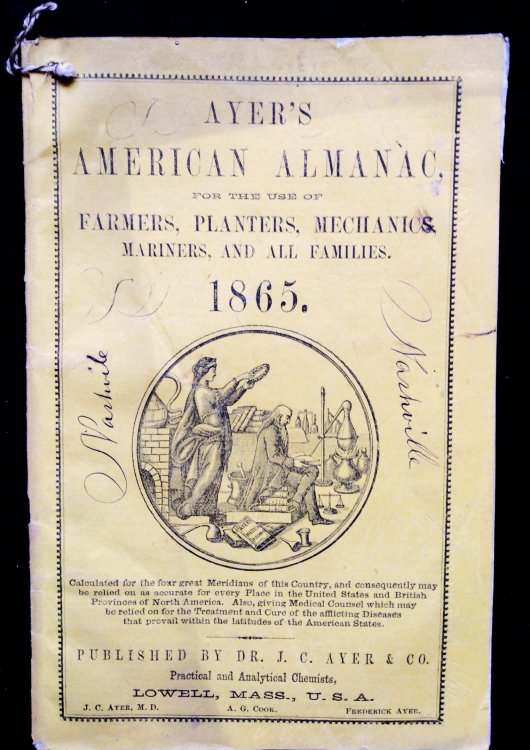 AYER'S
AMERICAN ALMANAC,
FOR THE USE OF
FARMERS, PLANTERS, MECHANICS,
MARINERS, AND ALL FAMILIES.
1865.
Nashville
Nashville
Calculated for the four great Meridians of this Country, and consequently may
be relied on as accurate for every Place in the United States and British
Provinces of North America. Also, giving Medical Counsel which may
be relied on for the Treatment and Cure of the afflicting Diseases
that prevail within the latitudes of the American States.
PUBLISHED BY DR. J. C. AYER & CO.
Practical and Analytical Chemists,
LOWELL, MASS., U. S. A.
J. C. AYER, M. D. A. G. COOK. FREDERICK AYER.